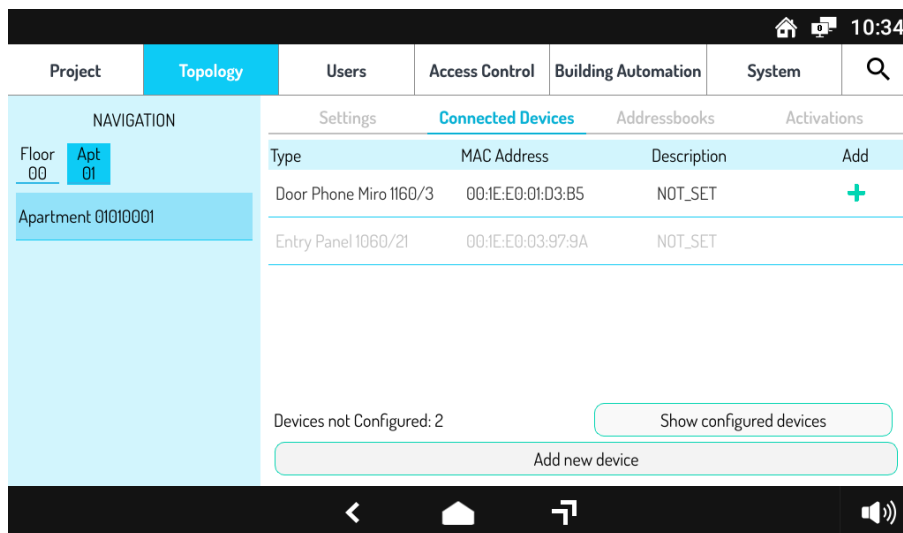 10:34
Project Topology Users Access Control Building Automation System
NAVIGATION
Floor 00
Apt 01
Apartment 01010001
Settings Connected Devices Addressbooks Activations
Type MAC Address Description Add
Door Phone Miro 1160/3 00:1E:E0:01:D3:B5 NOT_SET +
Entry Panel 1060/21 00:1E:E0:03:97:9A NOT_SET
Devices not Configured: 2 Show configured devices
Add new device